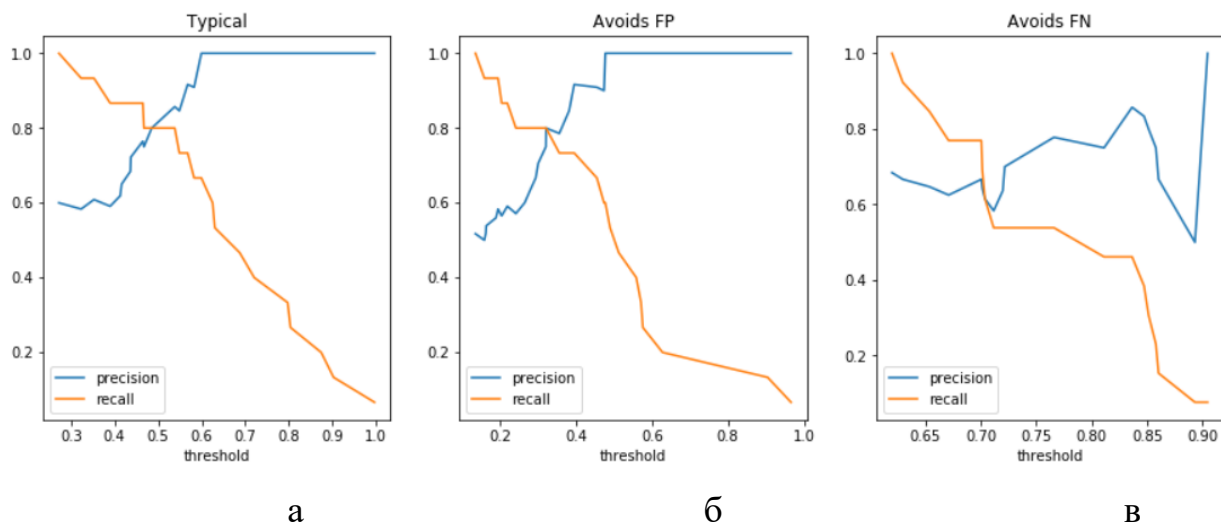 Typical
Avoids FP
Avoids FN
1.0
0.8
0.6
0.4
0.2
precision
recall
0.3 0.4 0.5 0.6 0.7 0.8 0.9 1.0
threshold
1.0
0.8
0.6
0.4
0.2
precision
recall
0.2 0.4 0.6 0.8 1.0
threshold
1.0
0.8
0.6
0.4
0.2
precision
recall
0.65 0.70 0.75 0.80 0.85 0.90
threshold
а
б
в